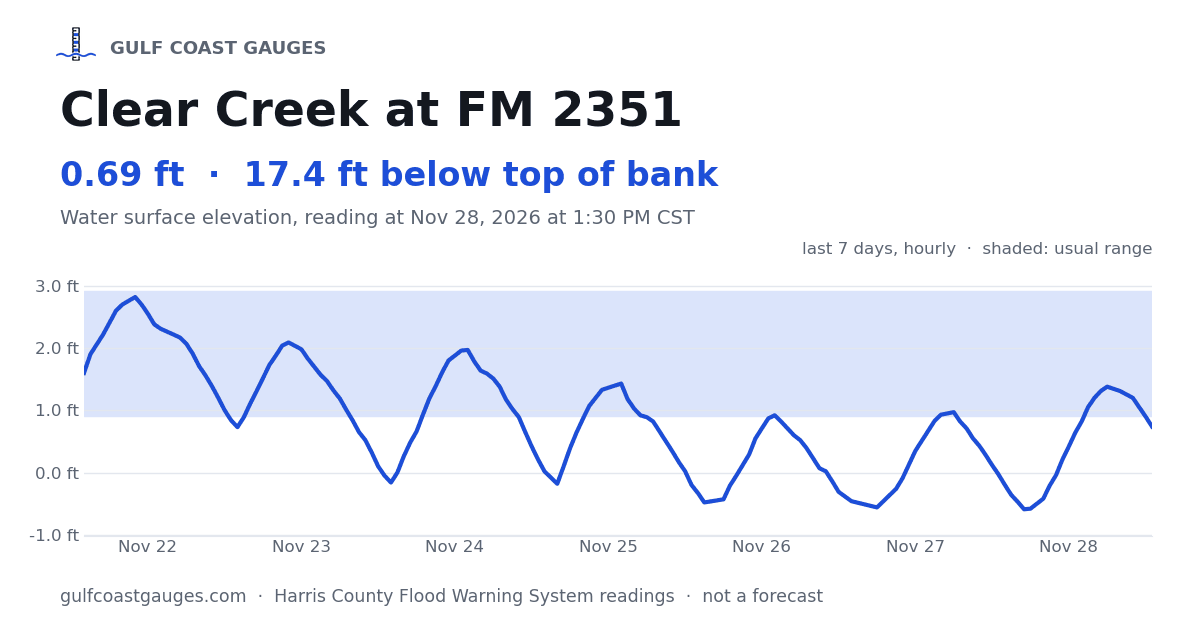 GULF COAST GAUGES
Clear Creek at FM 2351
0.69 ft · 17.4 ft below top of bank
Water surface elevation, reading at Nov 28, 2026 at 1:30 PM CST
last 7 days, hourly · shaded: usual range
3.0 ft
2.0 ft
1.0 ft
0.0 ft
-1.0 ft
Nov 22 Nov 23 Nov 24 Nov 25 Nov 26 Nov 27 Nov 28
gulfcoastgauges.com · Harris County Flood Warning System readings · not a forecast